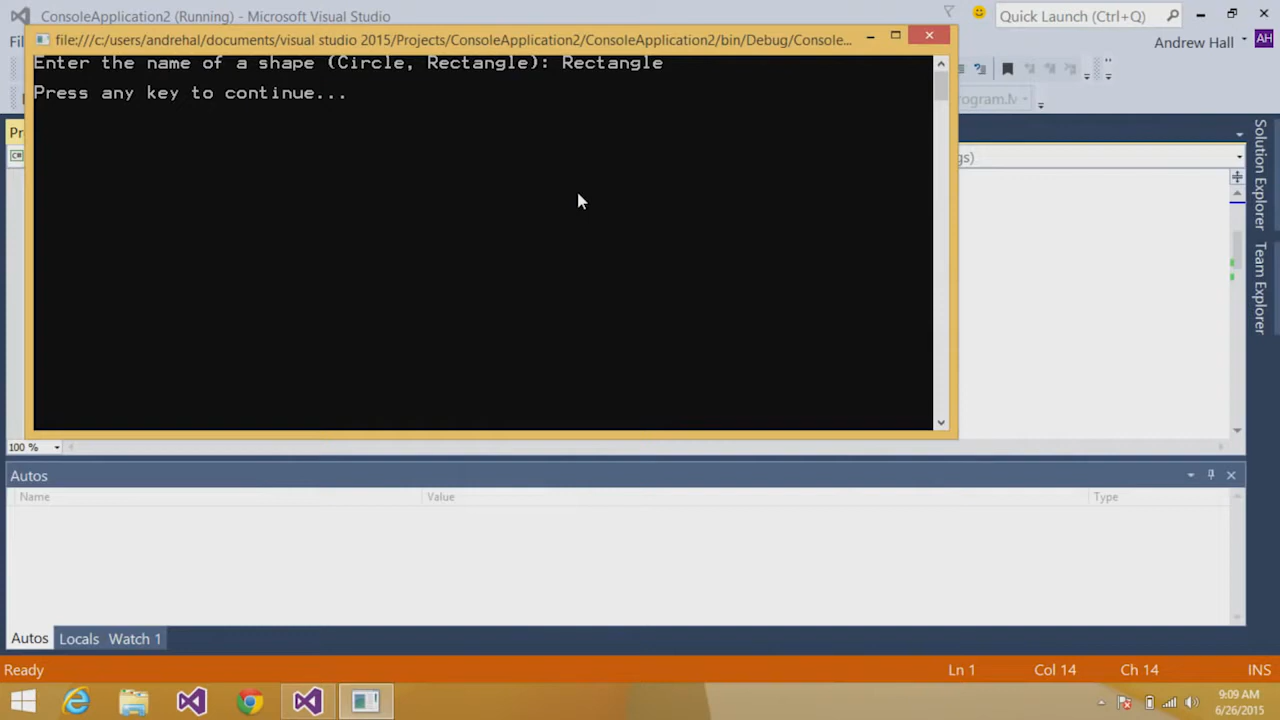 ConsoleApplication2 (Running) - Microsoft Visual Studio
Quick Launch (Ctrl+Q)
file:///c:/users/andrehal/documents/visual studio 2015/Projects/ConsoleApplication2/ConsoleApplication2/bin/Debug/Console...
Andrew Hall
AH
Enter the name of a shape (Circle, Rectangle): Rectangle
Press any key to continue...
Solution Explorer
Team Explorer
100 %
Autos
Name
Value
Type
Autos
Locals
Watch 1
Ready
Ln 1
Col 14
Ch 14
INS
9:09 AM
6/26/2015